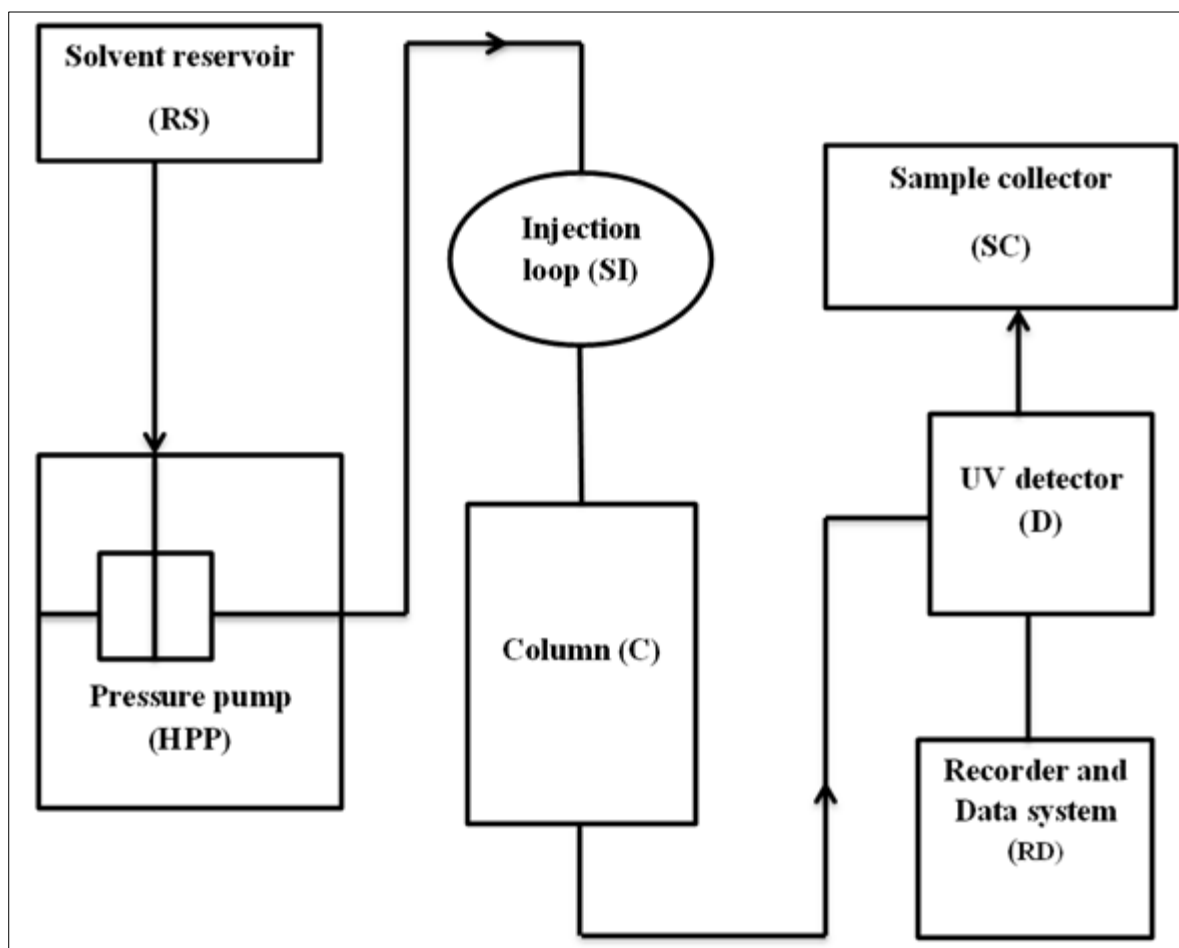 Solvent reservoir
(RS)
Injection
loop (SI)
Sample collector
(SC)
UV detector
(D)
Column (C)
Pressure pump
(HPP)
Recorder and
Data system
(RD)